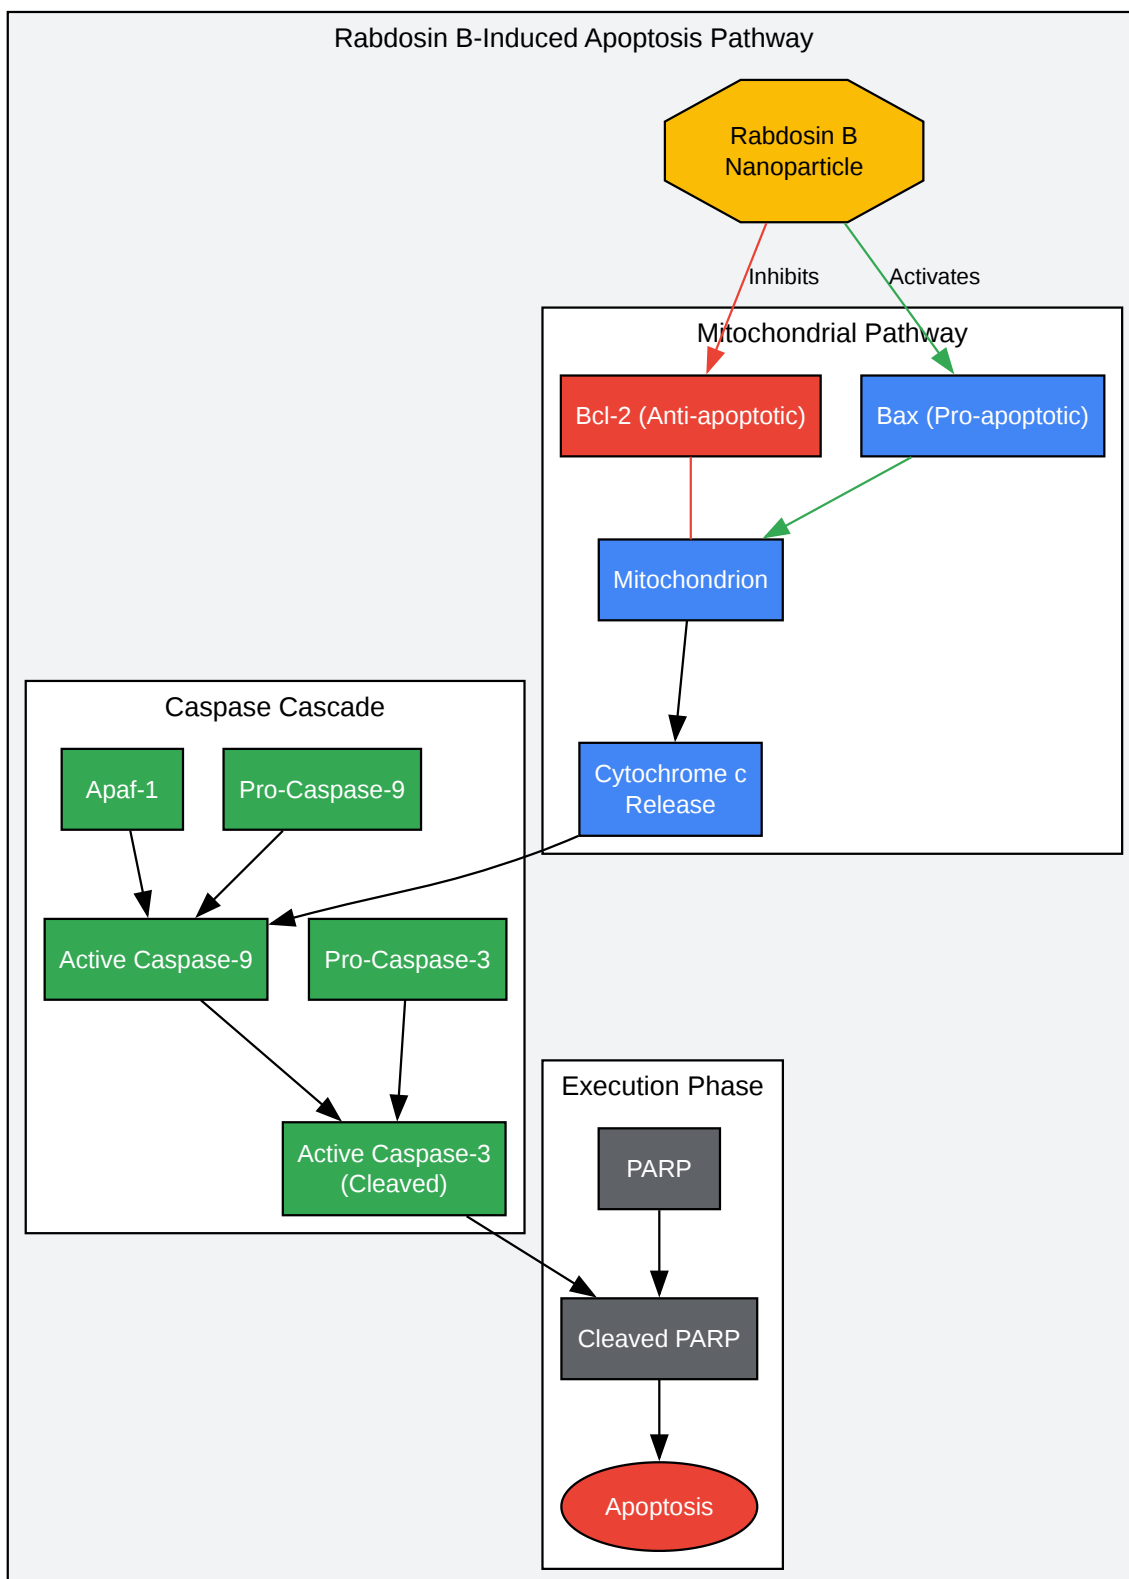 Rabdosin B-Induced Apoptosis Pathway
Rabdosin B
Nanoparticle
Inhibits
Activates
Mitochondrial Pathway
Bcl-2 (Anti-apoptotic)
Bax (Pro-apoptotic)
Mitochondrion
Cytochrome c
Release
Caspase Cascade
Apaf-1
Pro-Caspase-9
Active Caspase-9
Pro-Caspase-3
Active Caspase-3
(Cleaved)
Execution Phase
PARP
Cleaved PARP
Apoptosis